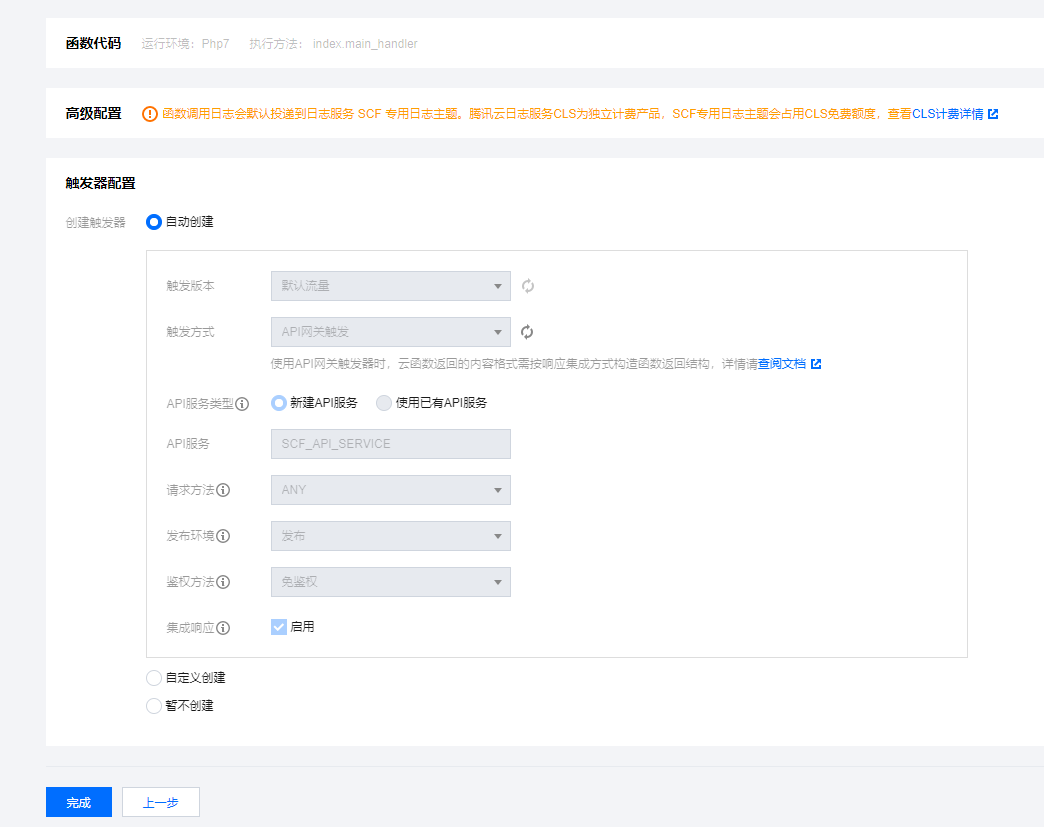 函数代码 运行环境：Php7 执行方法： index.main_handler
高级配置 函数调用日志会默认投递到日志服务 SCF 专用日志主题。腾讯云日志服务CLS为独立计费产品，SCF专用日志主题会占用CLS免费额度，查看CLS计费详情
触发器配置
创建触发器 自动创建
触发版本 默认流量
触发方式 API网关触发
使用API网关触发器时，云函数返回的内容格式需按响应集成方式构造函数返回结构，详情请查阅文档
API服务类型 新建API服务 使用已有API服务
API服务 SCF_API_SERVICE
请求方法 ANY
发布环境 发布
鉴权方法 免鉴权
集成响应 启用
自定义创建
暂不创建
完成 上一步